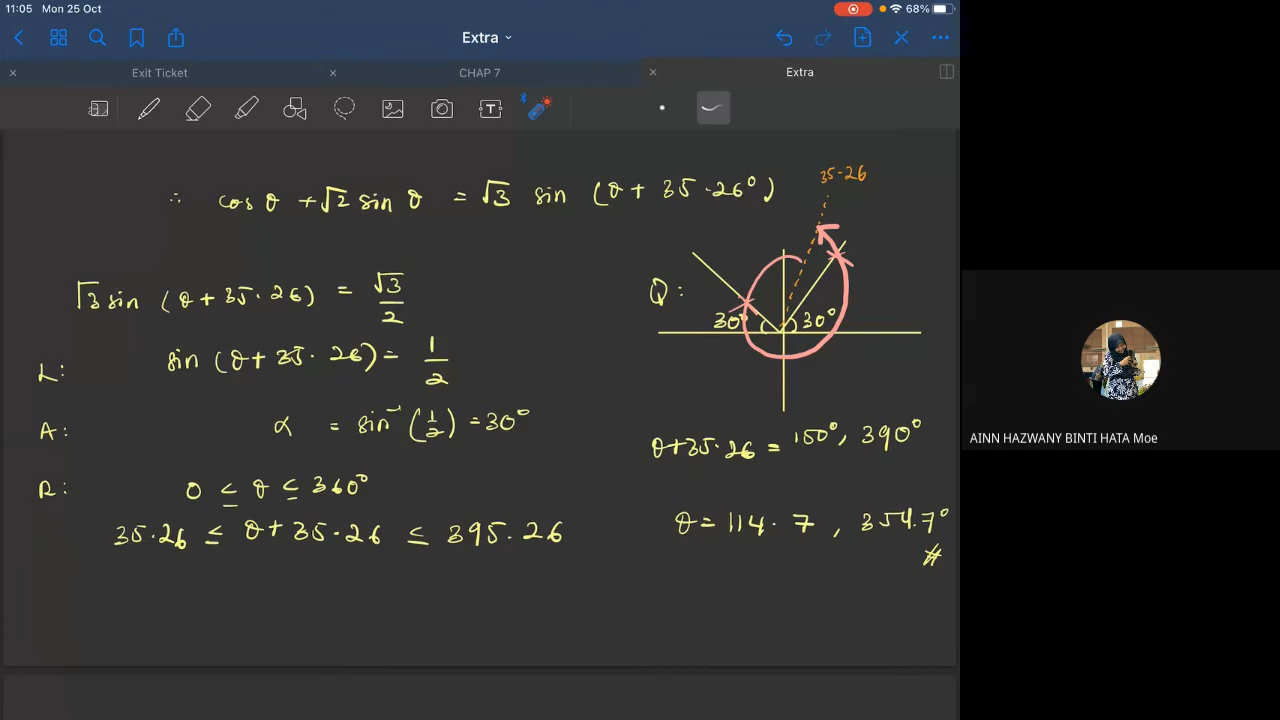 11:05 Mon 25 Oct
68%
Extra
Exit Ticket
CHAP 7
Extra
35.26
∴ cos θ + √2 sin θ = √3 sin (θ + 35.26°)
√3 sin (θ + 35.26) = √3/2
Q:
30° 30°
L: sin (θ + 35.26) = 1/2
A: α = sin⁻¹ (1/2) = 30°
θ + 35.26 = 150°, 390°
R: 0 ≤ θ ≤ 360°
35.26 ≤ θ + 35.26 ≤ 395.26
θ = 114.7, 354.7°
#
AINN HAZWANY BINTI HATA Moe